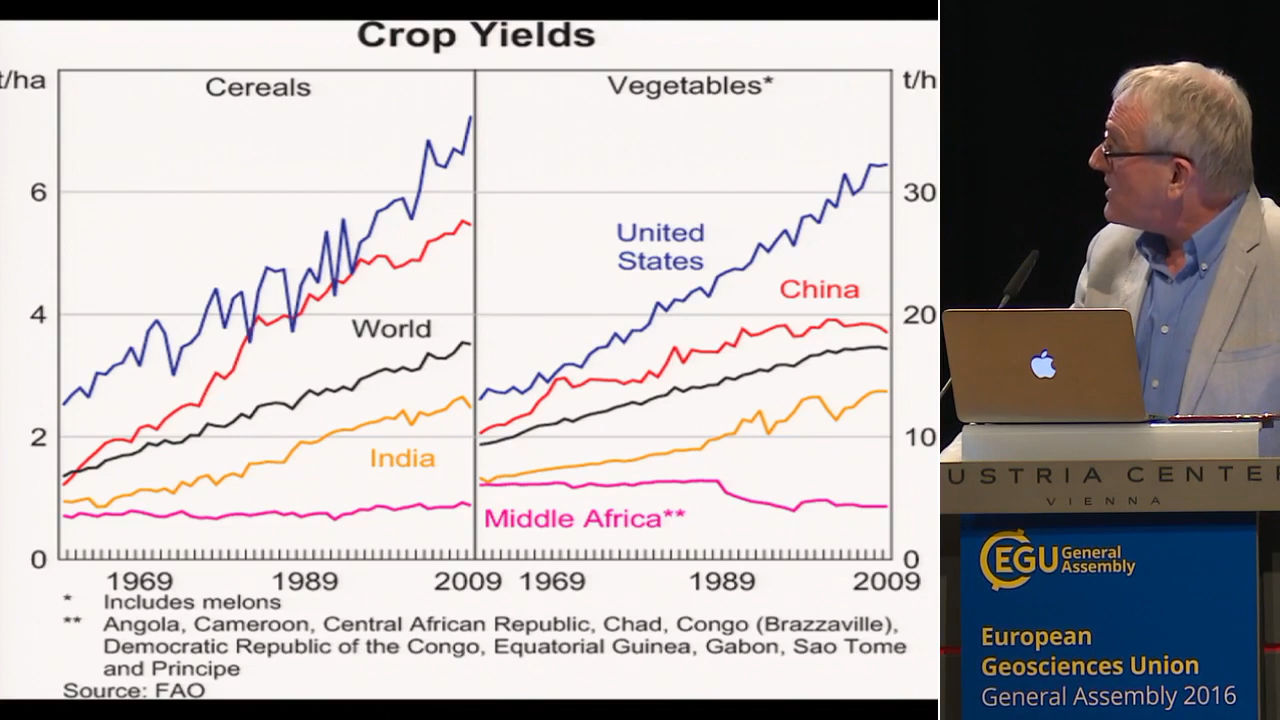 Crop Yields
t/ha
Cereals
Vegetables*
t/h
6
4
2
0
30
20
10
0
United
States
China
World
India
Middle Africa**
1969
1989
2009
1969
1989
2009
* Includes melons
** Angola, Cameroon, Central African Republic, Chad, Congo (Brazzaville),
Democratic Republic of the Congo, Equatorial Guinea, Gabon, Sao Tome
and Principe
Source: FAO
USTRIA CENTE
VIENNA
EGU General
Assembly
European
Geosciences Union
General Assembly 2016